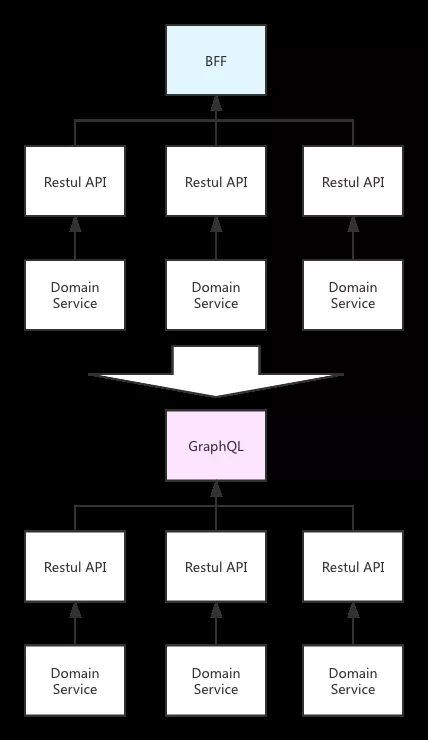 BFF
Restul API
Restul API
Restul API
Domain
Service
Domain
Service
Domain
Service
GraphQL
Restul API
Restul API
Restul API
Domain
Service
Domain
Service
Domain
Service